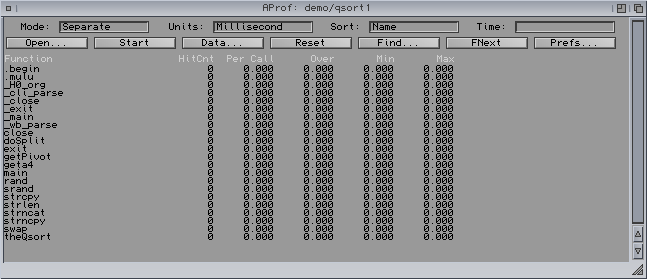 AProf: demo/qsort1
Mode: Separate Units: Millisecond Sort: Name Time:
Open... Start Data... Reset Find... FNext Prefs...
Function HitCnt Per Call Over Min Max
.begin 0 0.000 0.000 0.000 0.000
.mulu 0 0.000 0.000 0.000 0.000
_H0_org 0 0.000 0.000 0.000 0.000
_cli_parse 0 0.000 0.000 0.000 0.000
_close 0 0.000 0.000 0.000 0.000
_exit 0 0.000 0.000 0.000 0.000
_main 0 0.000 0.000 0.000 0.000
_wb_parse 0 0.000 0.000 0.000 0.000
close 0 0.000 0.000 0.000 0.000
doSplit 0 0.000 0.000 0.000 0.000
exit 0 0.000 0.000 0.000 0.000
getPivot 0 0.000 0.000 0.000 0.000
geta4 0 0.000 0.000 0.000 0.000
main 0 0.000 0.000 0.000 0.000
rand 0 0.000 0.000 0.000 0.000
srand 0 0.000 0.000 0.000 0.000
strcpy 0 0.000 0.000 0.000 0.000
strlen 0 0.000 0.000 0.000 0.000
strncat 0 0.000 0.000 0.000 0.000
strncpy 0 0.000 0.000 0.000 0.000
swap 0 0.000 0.000 0.000 0.000
theQsort 0 0.000 0.000 0.000 0.000